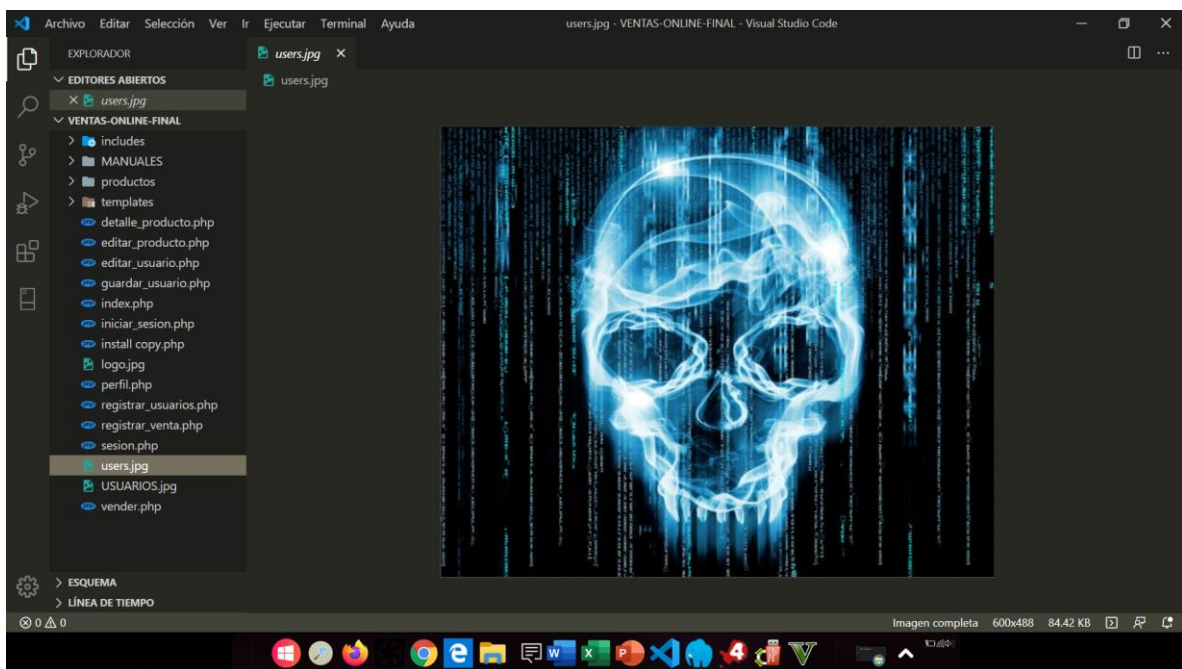 Archivo Editar Selección Ver Ir Ejecutar Terminal Ayuda
users.jpg - VENTAS-ONLINE-FINAL - Visual Studio Code
EXPLORADOR
EDITORES ABIERTOS
users.jpg
VENTAS-ONLINE-FINAL
includes
MANUALES
productos
templates
detalle_producto.php
editar_producto.php
editar_usuario.php
guardar_usuario.php
index.php
iniciar_sesion.php
install copy.php
logo.jpg
perfil.php
registrar_usuarios.php
registrar_venta.php
sesion.php
users.jpg
USUARIOS.jpg
vender.php
ESQUEMA
LÍNEA DE TIEMPO
users.jpg
users.jpg
0 0
Imagen completa 600x488 84.42 KB